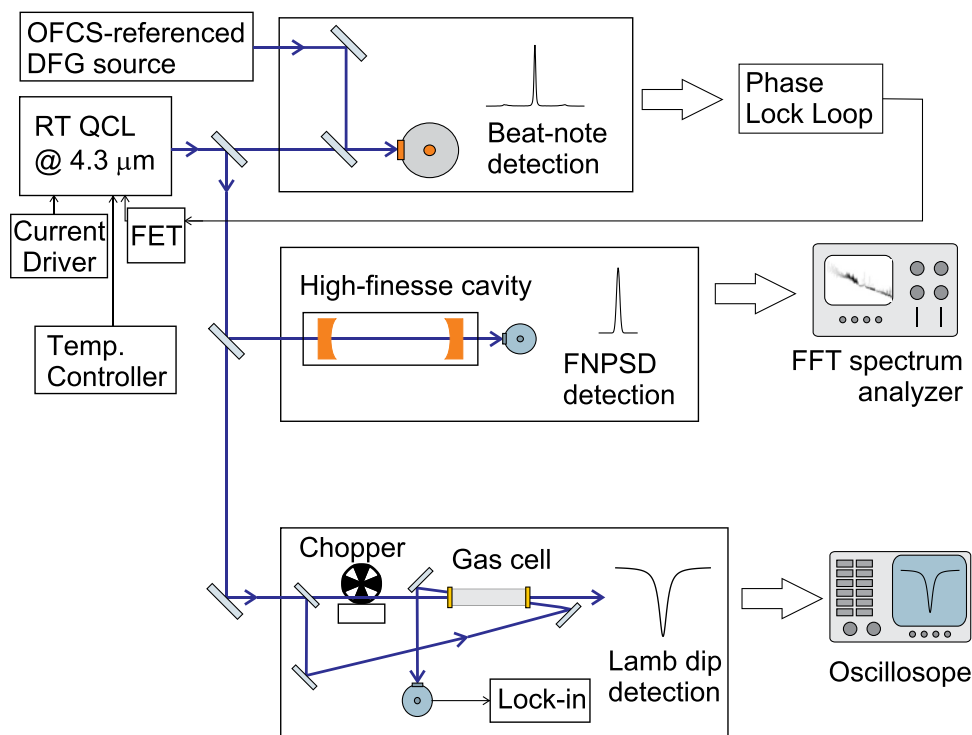 OFCS-referenced
DFG source
RT QCL
@ 4.3 μm
Current
Driver
FET
Temp.
Controller
Beat-note
detection
Phase
Lock Loop
High-finesse cavity
FNPSD
detection
FFT spectrum
analyzer
Chopper
Gas cell
Lamb dip
detection
Lock-in
Oscillosope